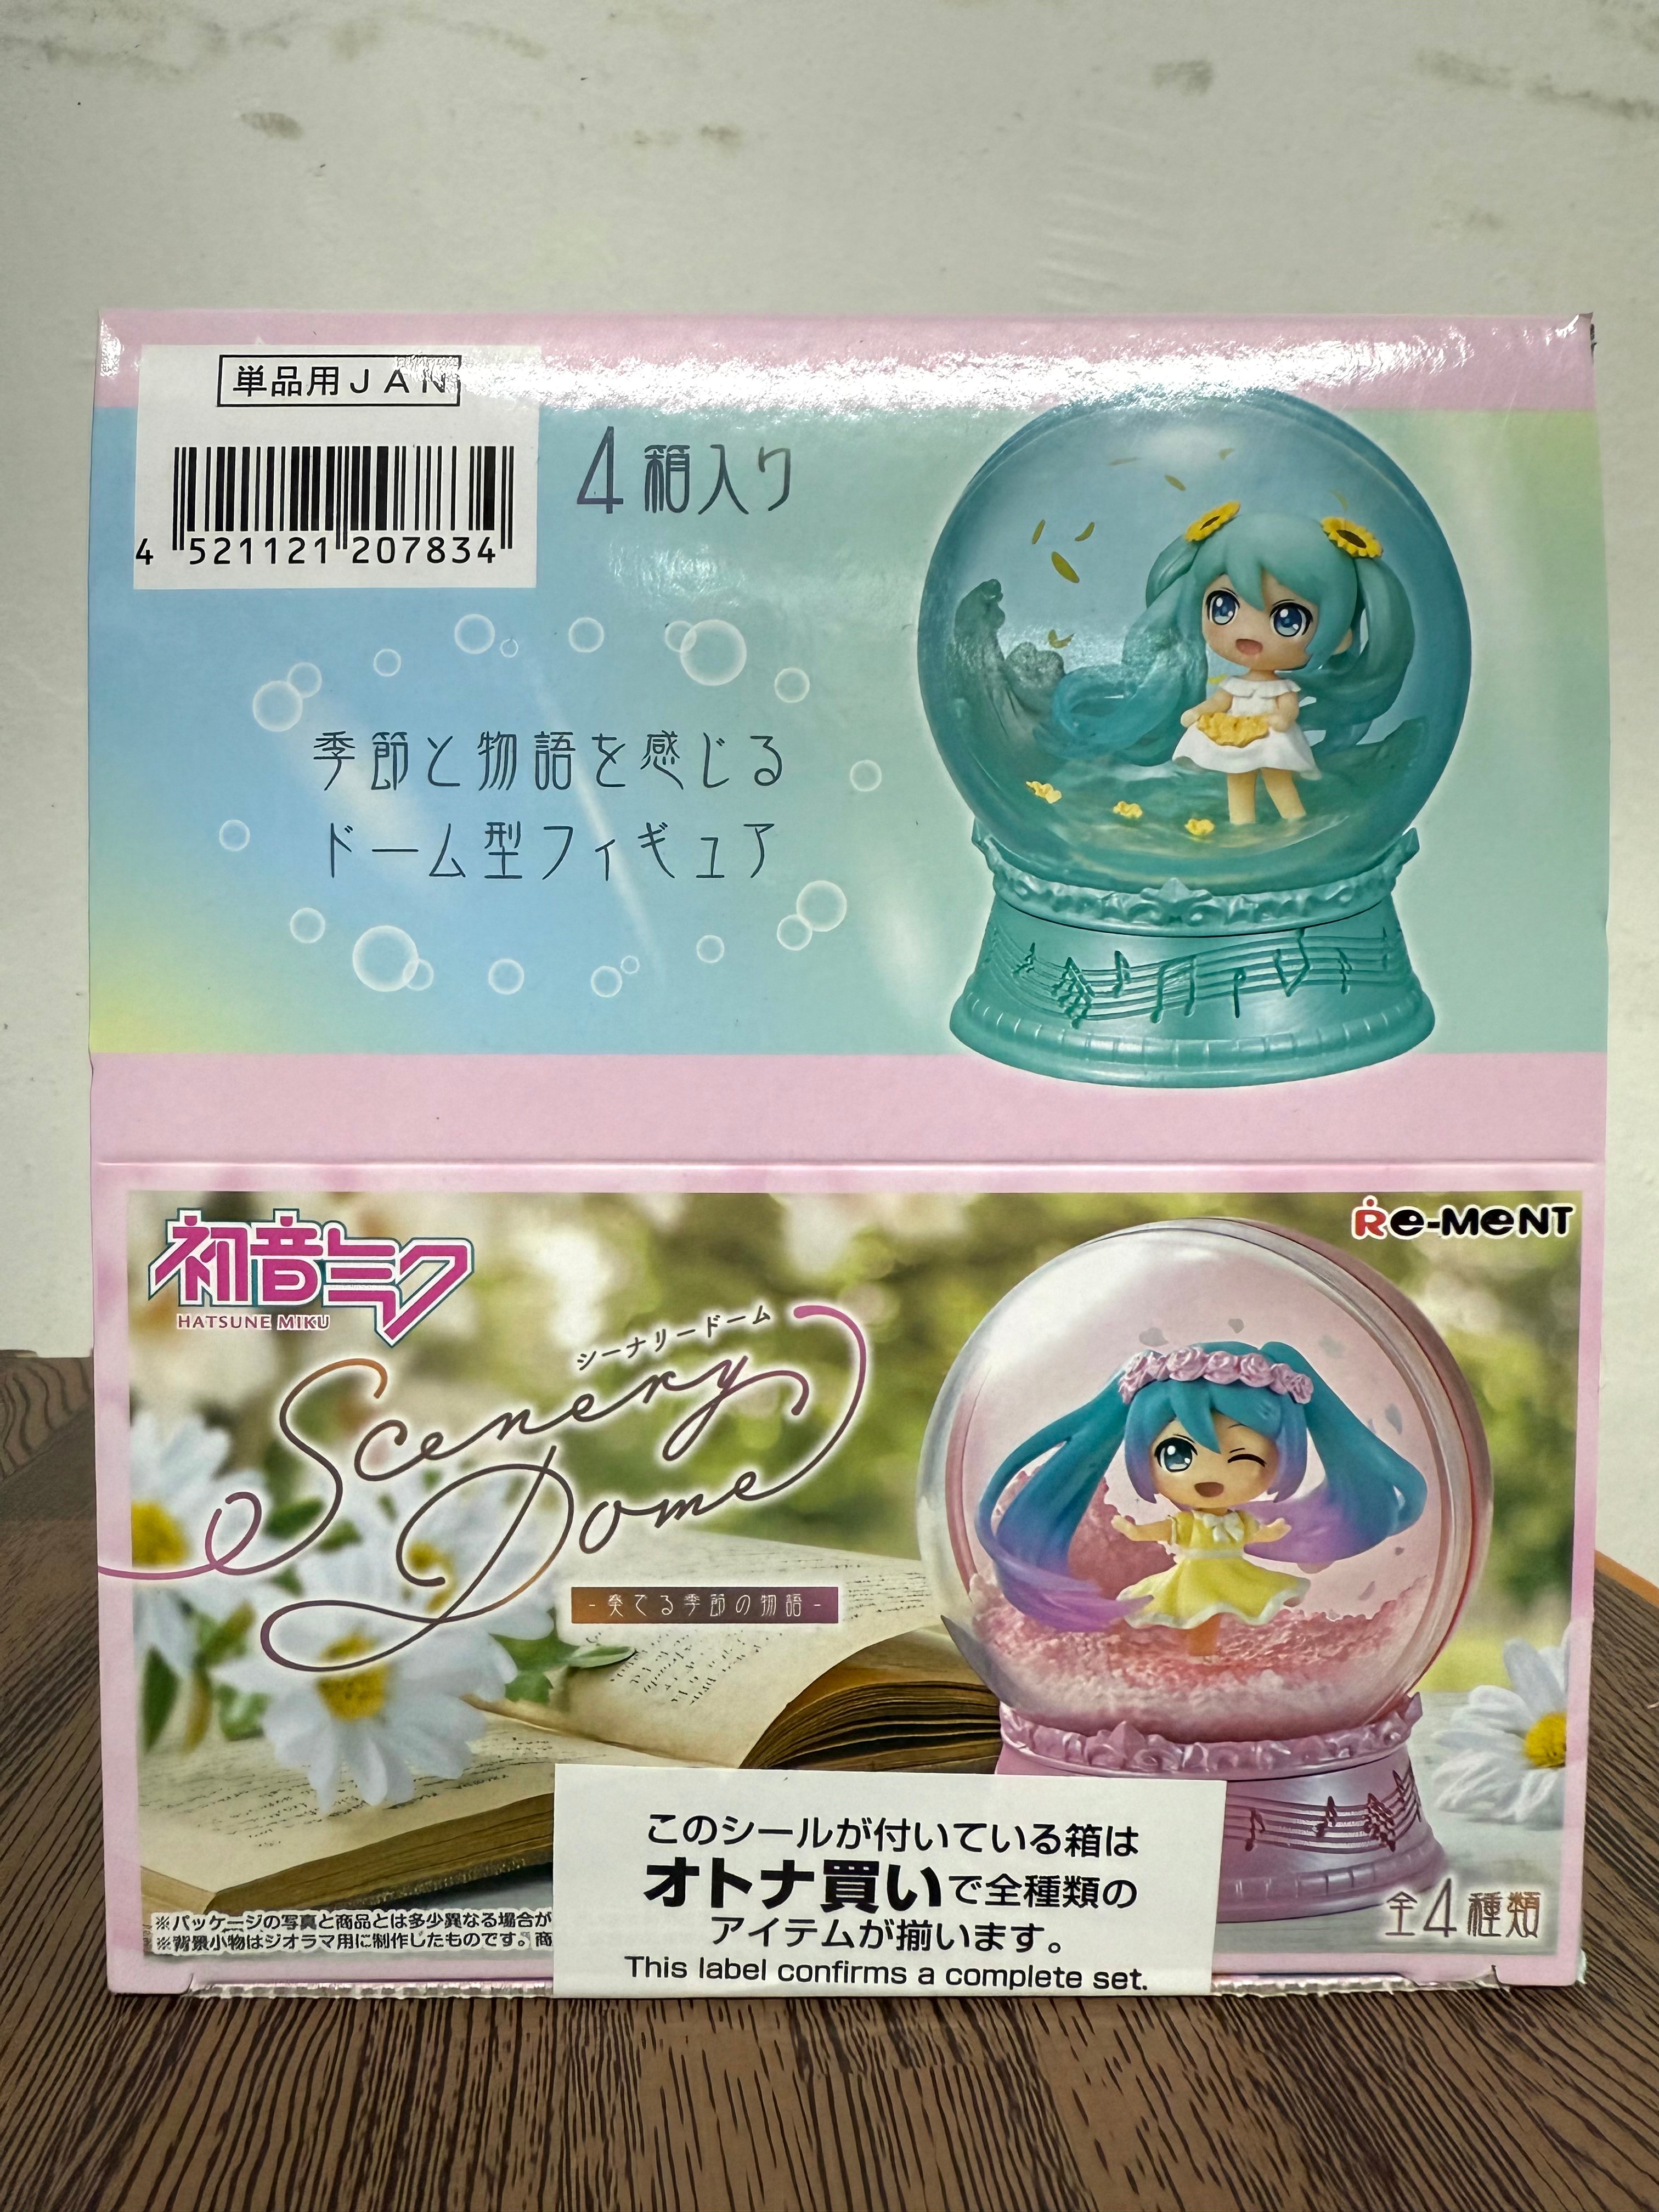 単品用JAN
4 521121 207834
4箱入り
季節と物語を感じる
ドーム型フィギュア
Re-MeNT
初音ミク
HATSUNE MIKU
シーナリードーム
Scenery
Dome
-奏でる季節の物語-
このシールが付いている箱は
オトナ買いで全種類の
アイテムが揃います。
This label confirms a complete set.
全4種類
※パッケージの写真と商品とは多少異なる場合が
※背景小物はジオラマ用に制作したものです。商